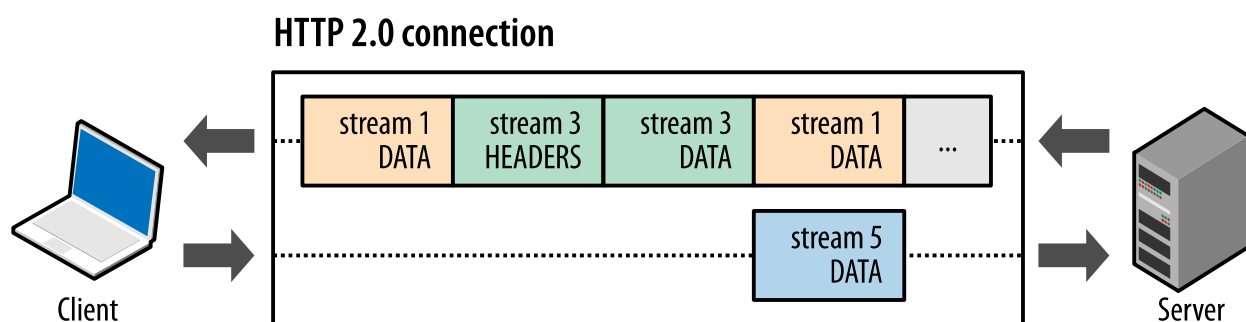 HTTP 2.0 connection
stream 1 stream 3 stream 3 stream 1
DATA HEADERS DATA DATA ...
stream 5
DATA
Client Server